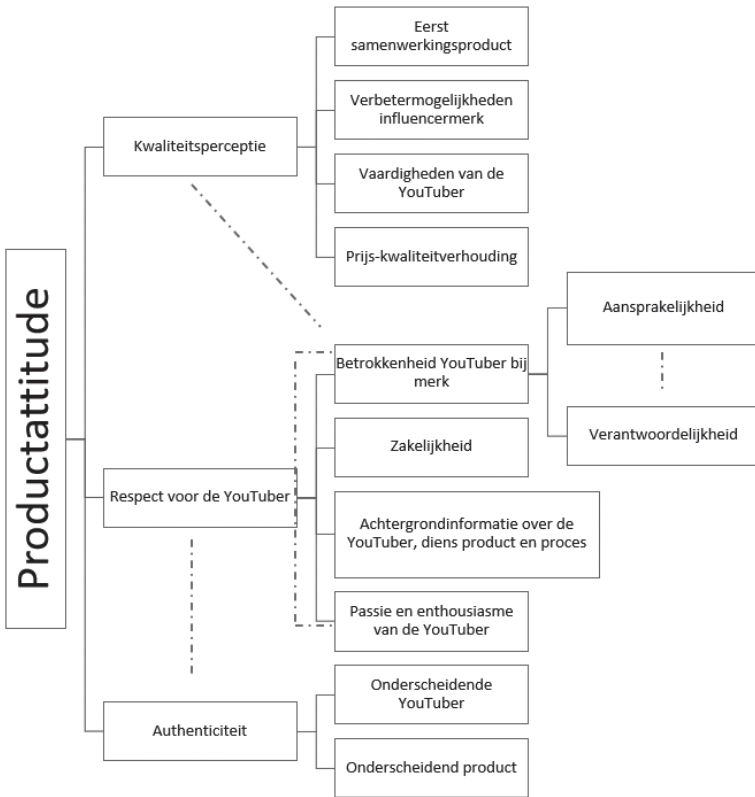 Productattitude
Kwaliteitsperceptie
Eerst
samenwerkingsproduct
Verbetermogelijkheden
influencermerk
Vaardigheden van de
YouTuber
Prijs-kwaliteitverhouding
Respect voor de YouTuber
Betrokkenheid YouTuber bij
merk
Aansprakelijkheid
Verantwoordelijkheid
Zakelijkheid
Achtergrondinformatie over de
YouTuber, diens product en proces
Passie en enthousiasme
van de YouTuber
Authenticiteit
Onderscheidende
YouTuber
Onderscheidend product